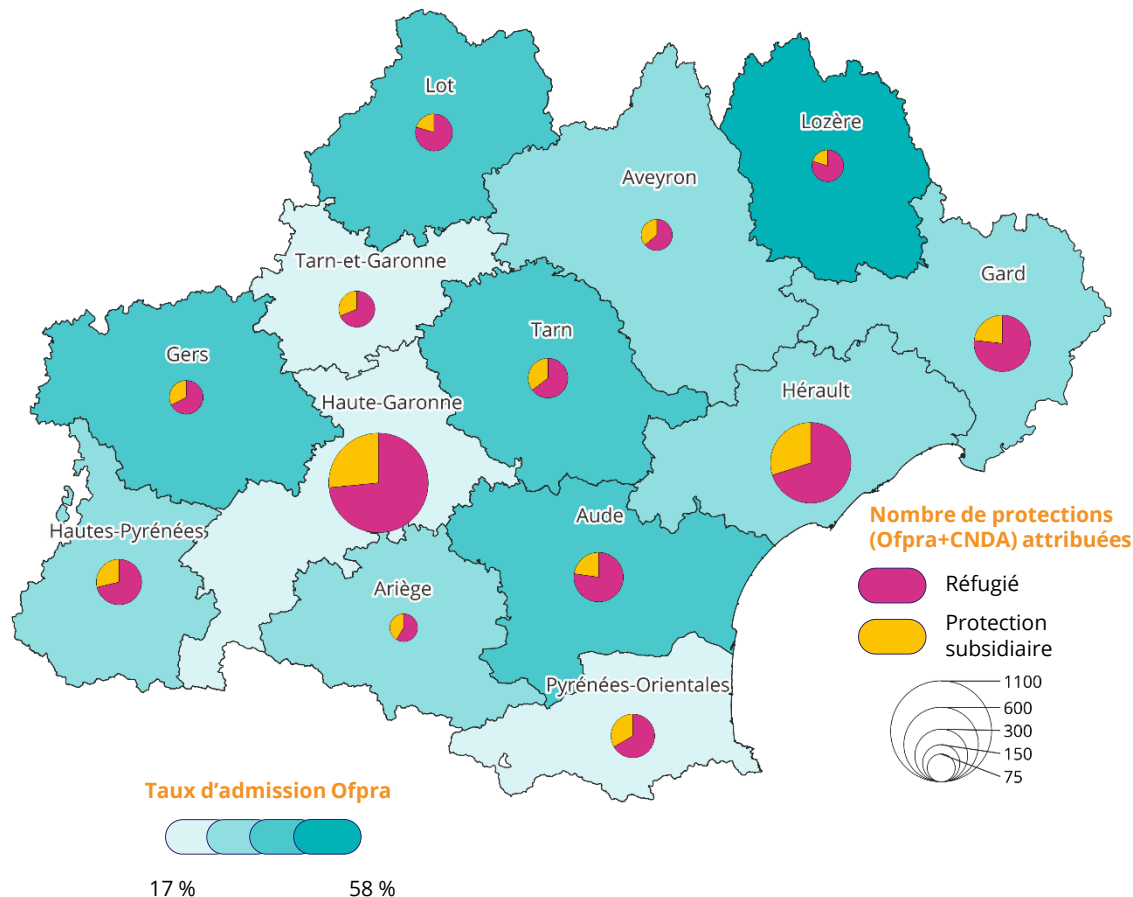 Lot
Lozère
Aveyron
Tarn-et-Garonne
Gard
Tarn
Gers
Hérault
Haute-Garonne
Aude
Hautes-Pyrénées
Ariège
Pyrénées-Orientales
Nombre de protections
(Ofpra+CNDA) attribuées
Réfugié
Protection
subsidiaire
1100
600
300
150
75
Taux d’admission Ofpra
17 %
58 %